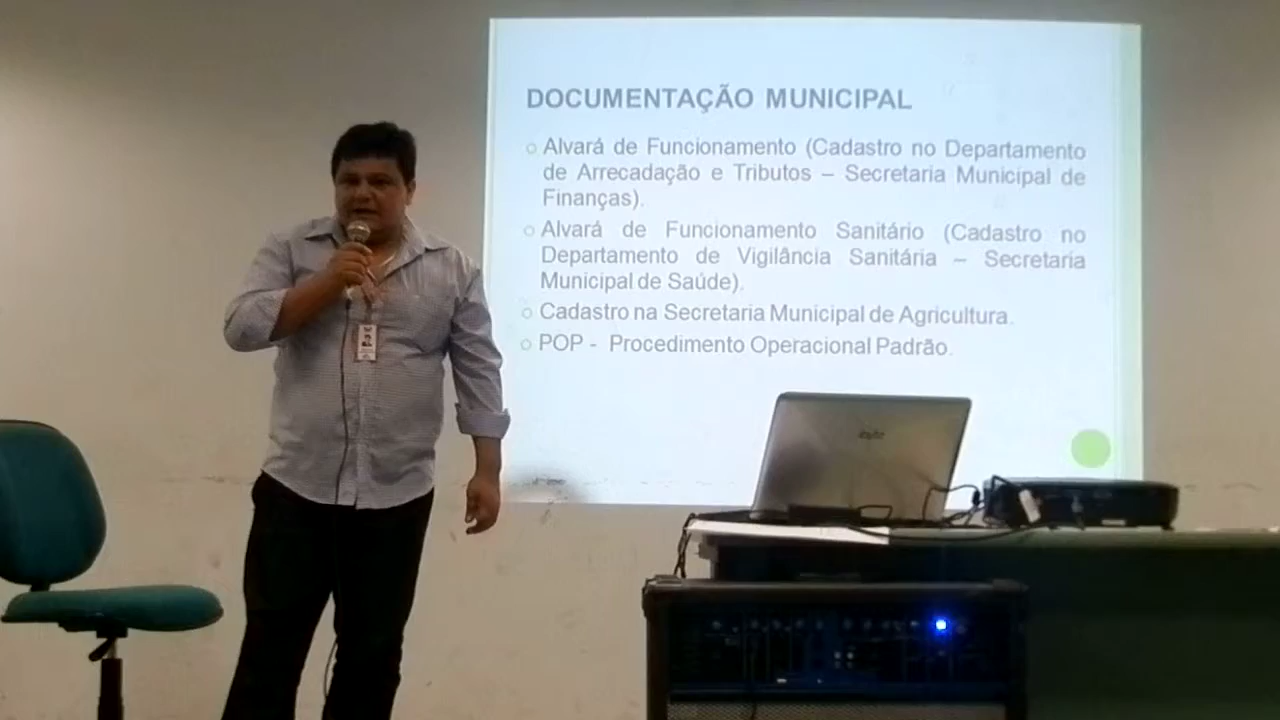 DOCUMENTAÇÃO MUNICIPAL
Alvará de Funcionamento (Cadastro no Departamento
de Arrecadação e Tributos – Secretaria Municipal de
Finanças).
Alvará de Funcionamento Sanitário (Cadastro no
Departamento de Vigilância Sanitária – Secretaria
Municipal de Saúde).
Cadastro na Secretaria Municipal de Agricultura.
POP - Procedimento Operacional Padrão.